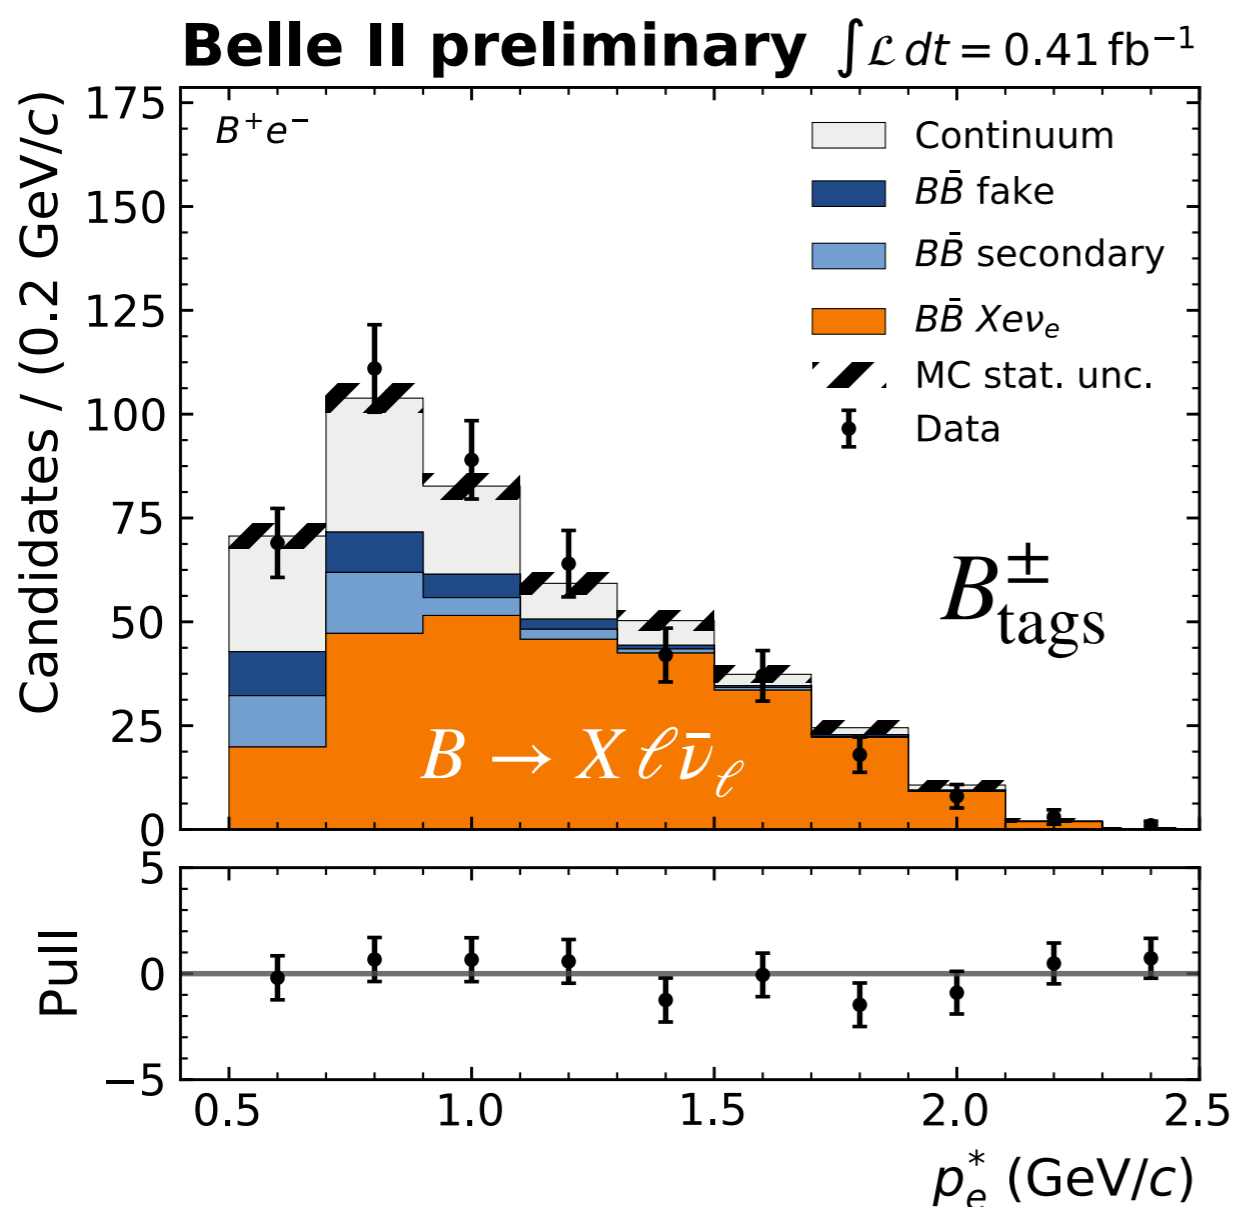 Belle II preliminary ∫ℒ dt = 0.41 fb⁻¹
B⁺e⁻
Continuum
BB̄ fake
BB̄ secondary
BB̄ Xeνₑ
MC stat. unc.
Data
Candidates / (0.2 GeV/c)
175
150
125
100
75
50
25
0
B± tags
B → X ℓ ν̄_ℓ
Pull
5
0
−5
0.5 1.0 1.5 2.0 2.5
p*ₑ (GeV/c)